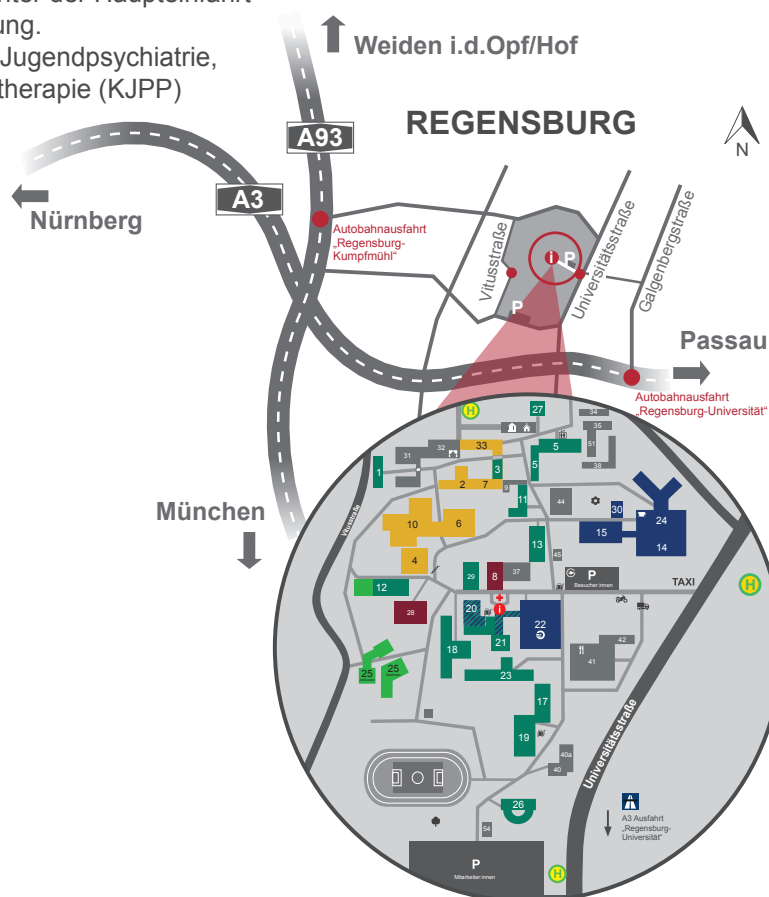 nter der Haupteinfahrt
ung.
Jugendpsychiatrie,
therapie (KJPP)
Weiden i.d.Opf/Hof
REGENSBURG
A93
A3
N
Nürnberg
Autobahnausfahrt
„Regensburg-
Kumpfmühl“
Vitusstraße
i
P
P
Universitätsstraße
Galgenbergstraße
Passau
Autobahnausfahrt
„Regensburg-Universität“
München
H
27
34
35
51
38
32
33
31
5
5
1
3
2
7
9
11
44
30
24
10
6
15
14
13
4
45
29
8
37
P
Besucher:innen
TAXI
H
12
28
20
i
22
21
42
18
41
25
25
23
17
19
40a
40
Vitusstraße
Universitätsstraße
26
54
A3 Ausfahrt
„Regensburg-
Universität“
P
Mitarbeiter:innen
H